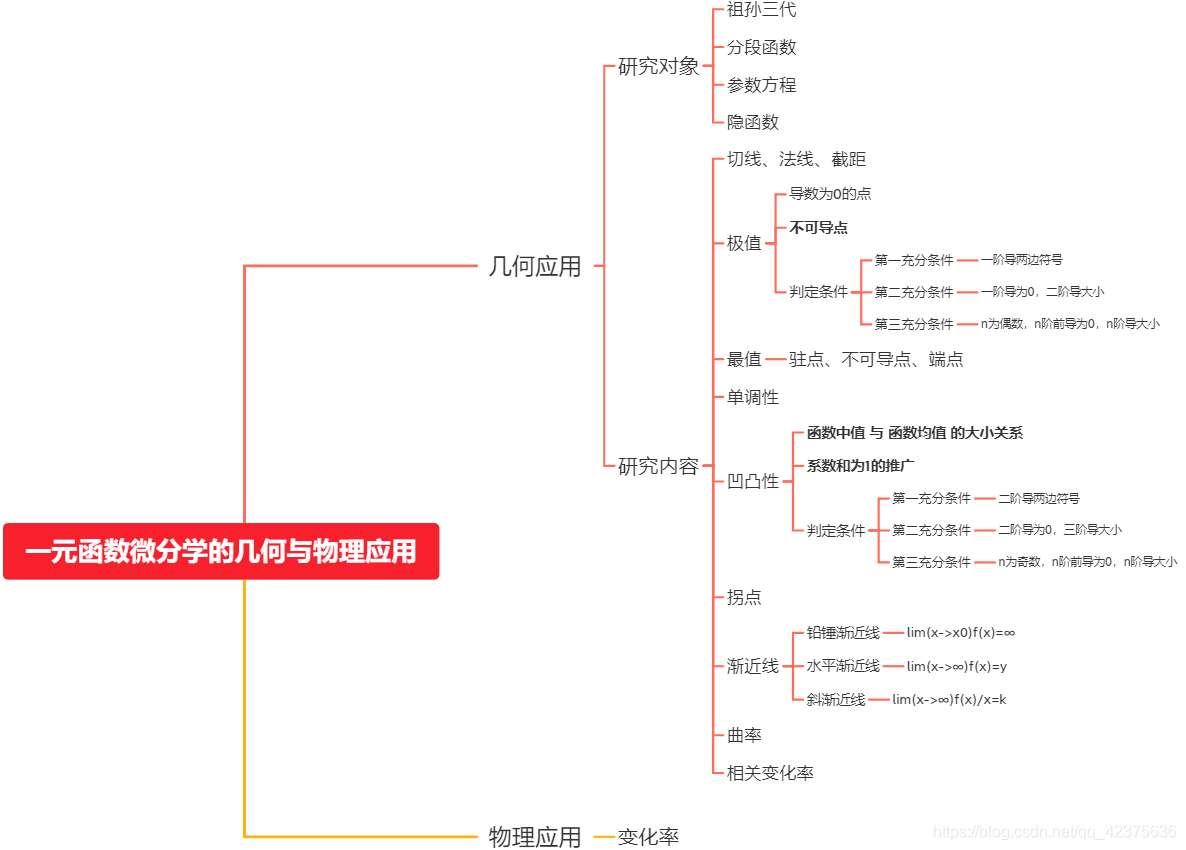 祖孙三代
分段函数
研究对象
参数方程
隐函数
切线、法线、截距
导数为0的点
不可导点
极值
第一充分条件
一阶导两边符号
判定条件
第二充分条件
一阶导为0，二阶导大小
第三充分条件
n为偶数，n阶前导为0，n阶导大小
几何应用
最值
驻点、不可导点、端点
单调性
函数中值 与 函数均值 的大小关系
研究内容
系数和为1的推广
凹凸性
第一充分条件
二阶导两边符号
判定条件
第二充分条件
二阶导为0，三阶导大小
第三充分条件
n为奇数，n阶前导为0，n阶导大小
一元函数微分学的几何与物理应用
拐点
铅锤渐近线
lim(x->x0)f(x)=∞
渐近线
水平渐近线
lim(x->∞)f(x)=y
斜渐近线
lim(x->∞)f(x)/x=k
曲率
相关变化率
物理应用
变化率
https://blog.csdn.net/qq_42375636